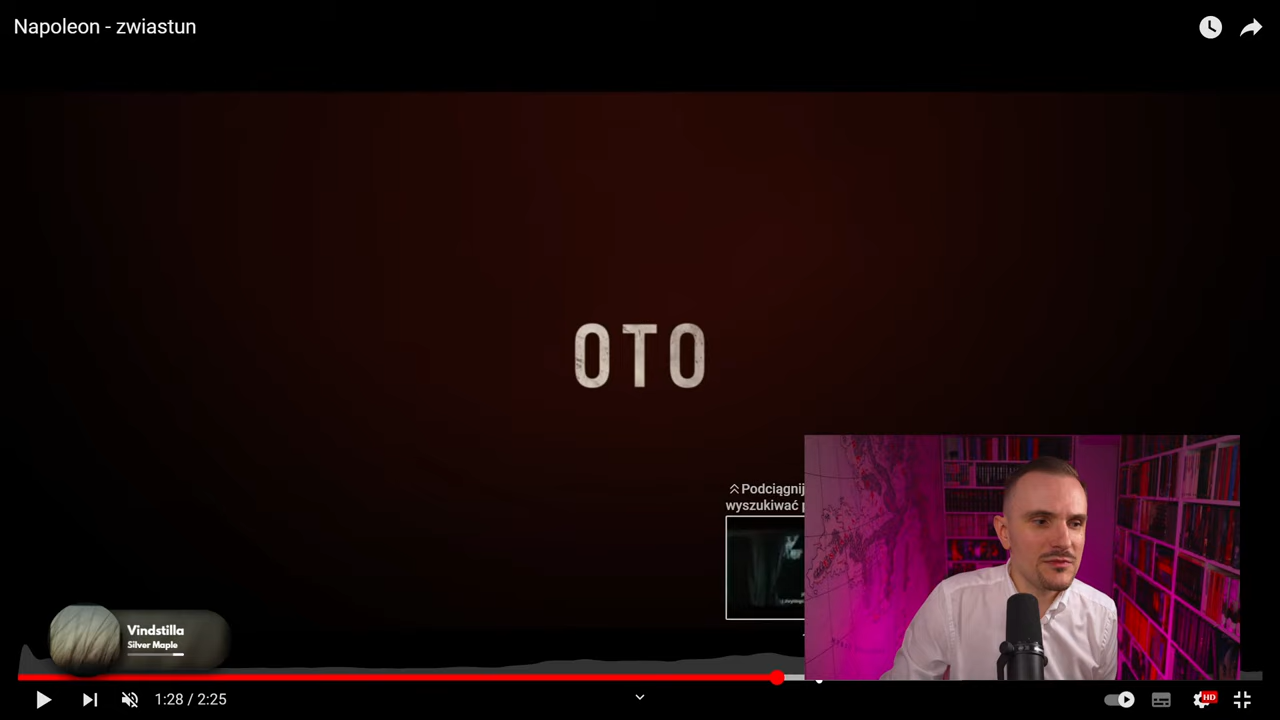 Napoleon - zwiastun
OTO
Podciągnij
wyszukiwać
Vindstilla
Silver Maple
1:28 / 2:25
HD